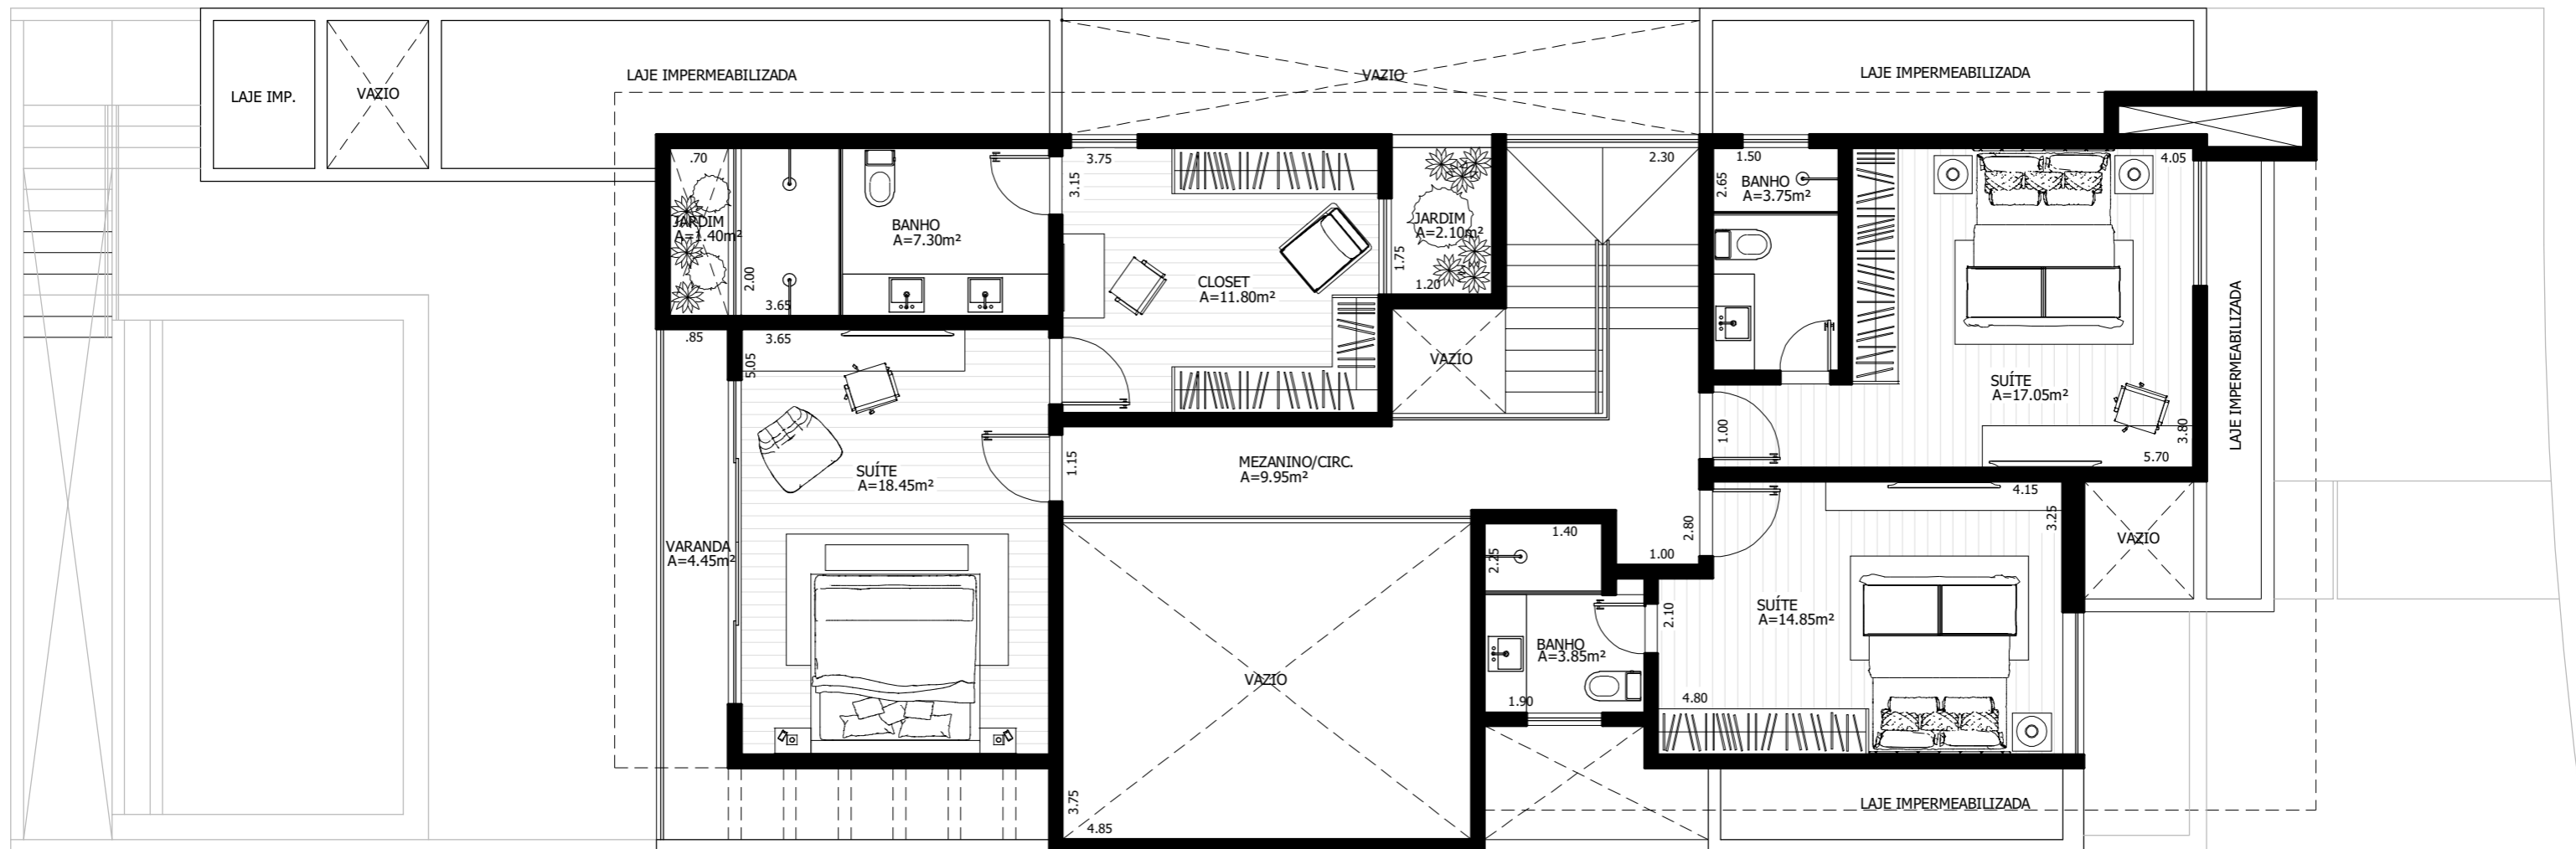 LAJE IMPERMEABILIZADA
VAZIO
LAJE IMPERMEABILIZADA
LAJE IMP.
VAZIO
.70
3.75
2.30
1.50
4.05
3.15
2.65
BANHO
A=3.75m²
JARDIM
A=1.40m²
BANHO
A=7.30m²
JARDIM
A=2.10m²
2.00
3.65
CLOSET
A=11.80m²
1.75
1.20
.85
3.65
5.05
VAZIO
LAJE IMPERMEABILIZADA
SUÍTE
A=17.05m²
1.00
3.80
5.70
SUÍTE
A=18.45m²
1.15
MEZANINO/CIRC.
A=9.95m²
4.15
3.25
VARANDA
A=4.45m²
1.40
2.25
2.80
1.00
VAZIO
SUÍTE
A=14.85m²
2.10
BANHO
A=3.85m²
VAZIO
1.90
4.80
3.75
4.85
LAJE IMPERMEABILIZADA